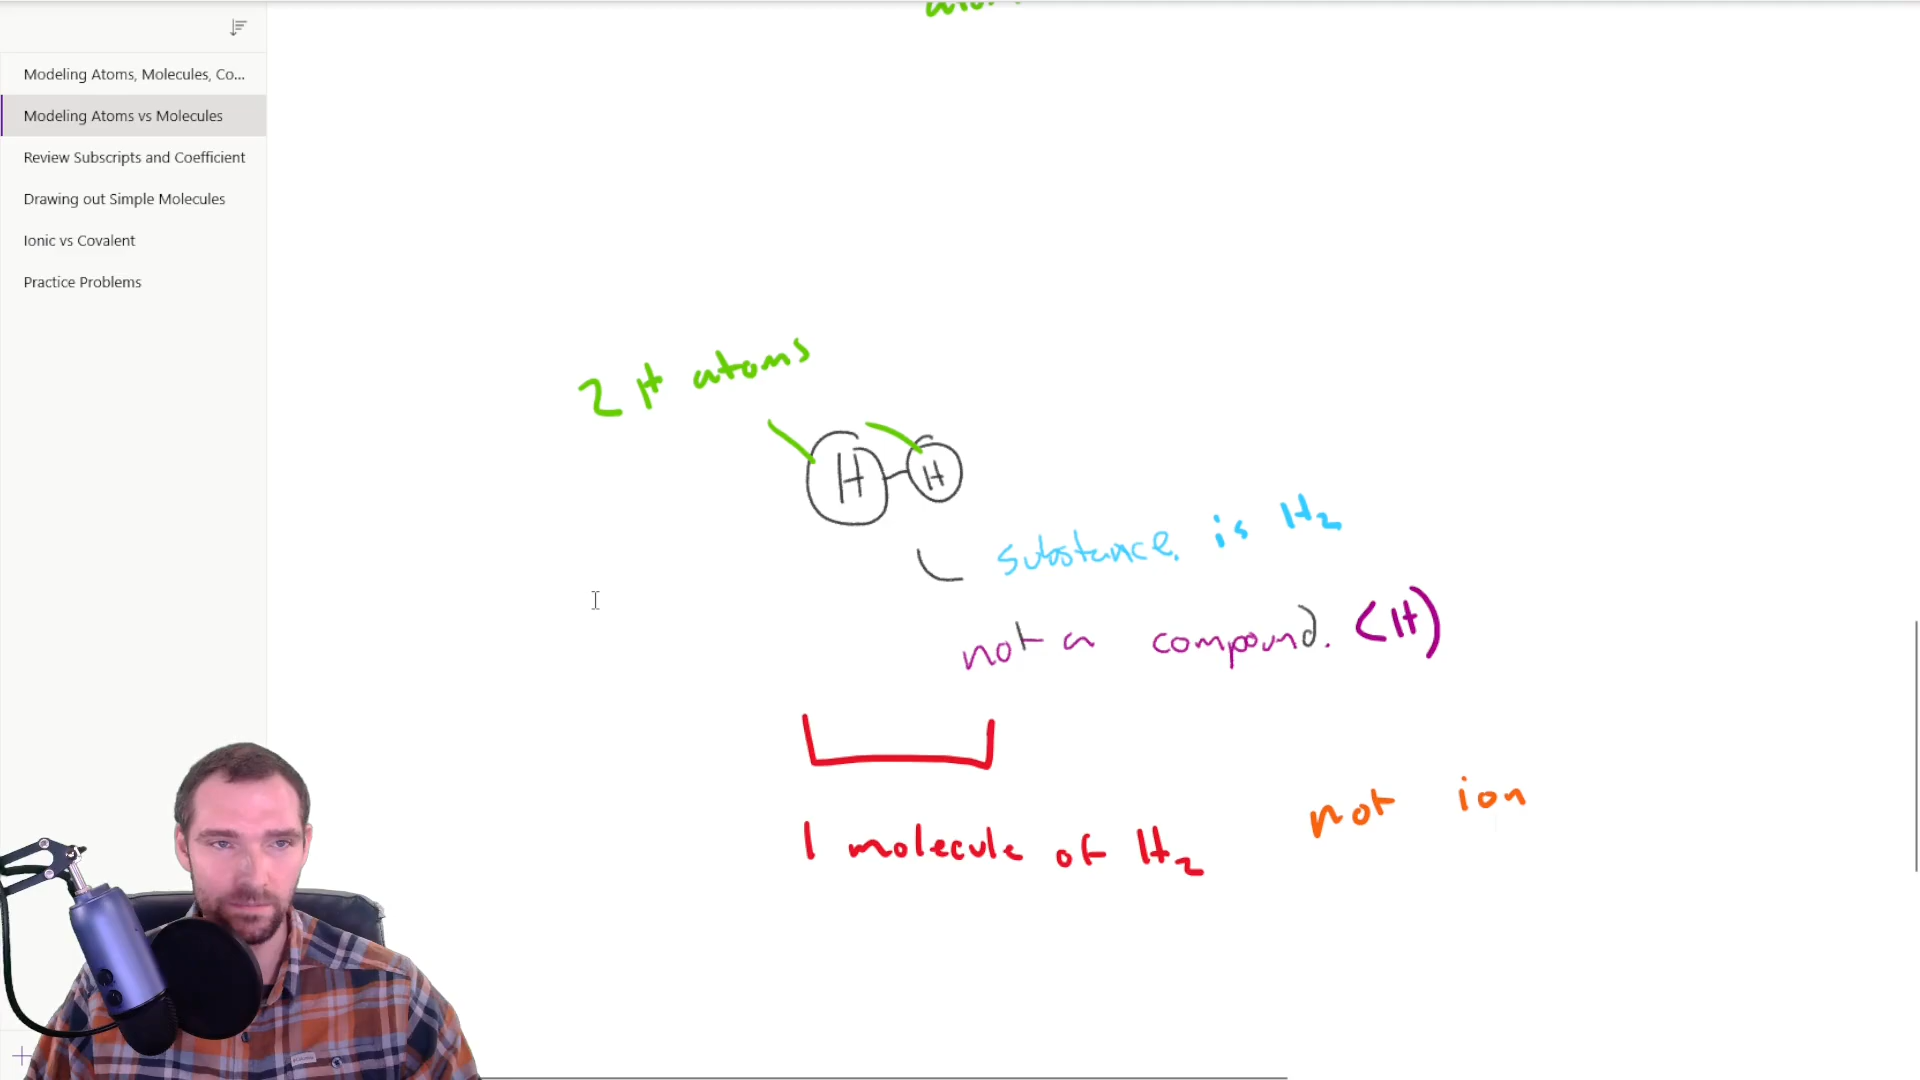 Modeling Atoms, Molecules, Co...
Modeling Atoms vs Molecules
Review Subscripts and Coefficient
Drawing out Simple Molecules
Ionic vs Covalent
Practice Problems
2 H atoms
H H
substance. is H₂
not a compound. (H)
1 molecule of H₂
not ion